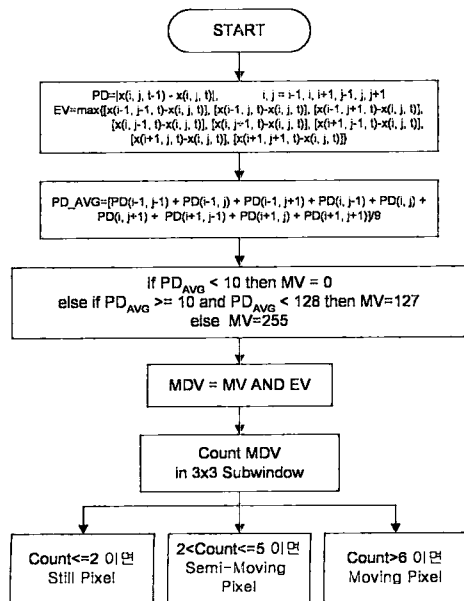 START
PD=|x(i, j, t-1) - x(i, j, t)|, i, j = i-1, i, i+1, j-1, j, j+1
EV=max{[x(i-1, j-1, t)-x(i, j, t)], [x(i-1, j, t)-x(i, j, t)], [x(i-1, j+1, t)-x(i, j, t)],
[x(i, j-1, t)-x(i, j, t)], [x(i, j+1, t)-x(i, j, t)], [x(i+1, j-1, t)-x(i, j, t)],
[x(i+1, j, t)-x(i, j, t)], [x(i+1, j+1, t)-x(i, j, t)]}
PD_AVG=[PD(i-1, j-1) + PD(i-1, j) + PD(i-1, j+1) + PD(i, j-1) + PD(i, j) +
PD(i, j+1) + PD(i+1, j-1) + PD(i+1, j) + PD(i+1, j+1)]/9
if PD_AVG < 10 then MV = 0
else if PD_AVG >= 10 and PD_AVG < 128 then MV=127
else MV=255
MDV = MV AND EV
Count MDV
in 3x3 Subwindow
Count<=2 이면
Still Pixel
2<Count<=5 이면
Semi-Moving
Pixel
Count>6 이면
Moving Pixel